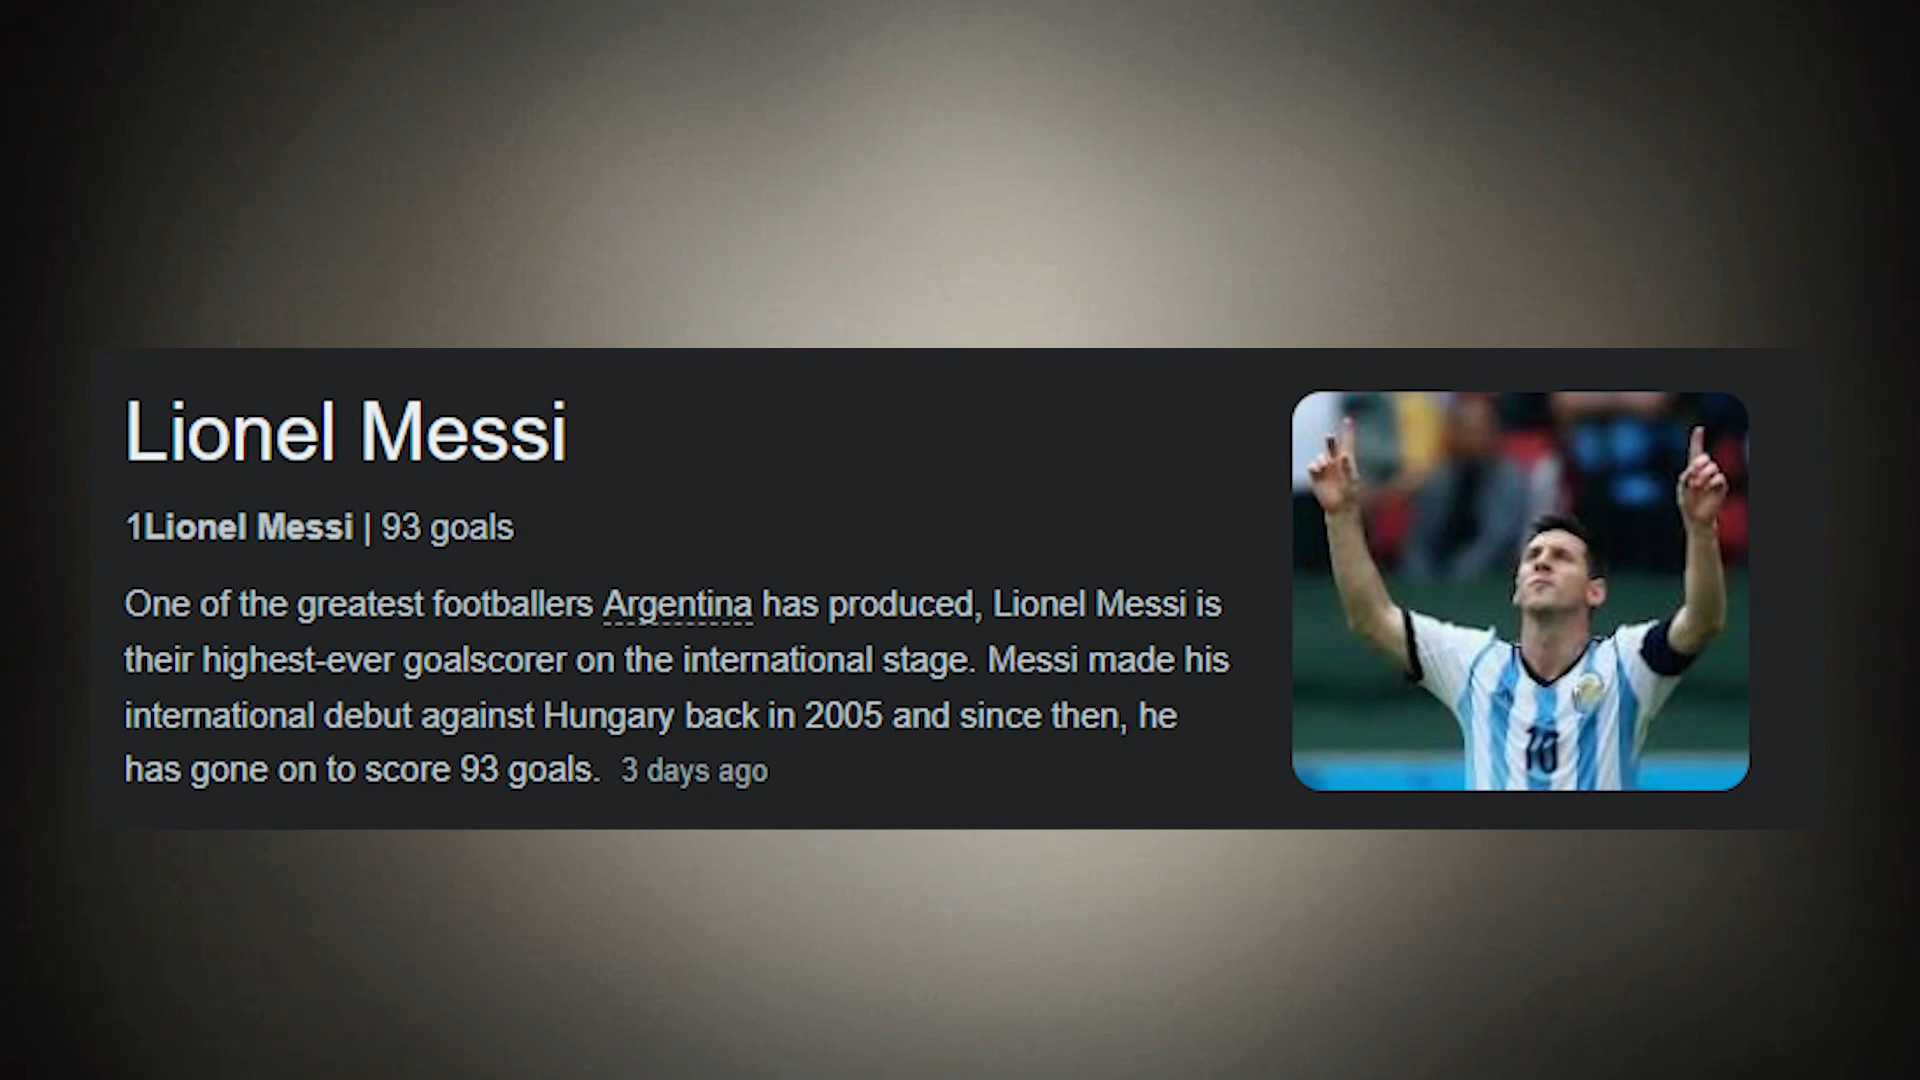 Lionel Messi
1Lionel Messi | 93 goals
One of the greatest footballers Argentina has produced, Lionel Messi is
their highest-ever goalscorer on the international stage. Messi made his
international debut against Hungary back in 2005 and since then, he
has gone on to score 93 goals. 3 days ago
10